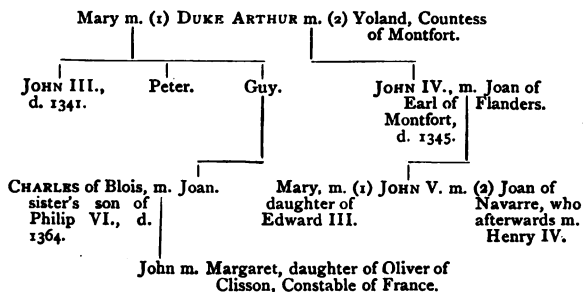 Mary m. (1) DUKE ARTHUR m. (2) Yoland, Countess
of Montfort.
JOHN III.,
d. 1341.
Peter.
Guy.
JOHN IV., m. Joan of
Earl of Flanders.
Montfort,
d. 1345.
CHARLES of Blois, m. Joan.
sister's son of
Philip VI., d.
1364.
Mary, m. (1) JOHN V. m. (2) Joan of
daughter of Navarre, who
Edward III. afterwards m.
Henry IV.
John m. Margaret, daughter of Oliver of
Clisson, Constable of France.